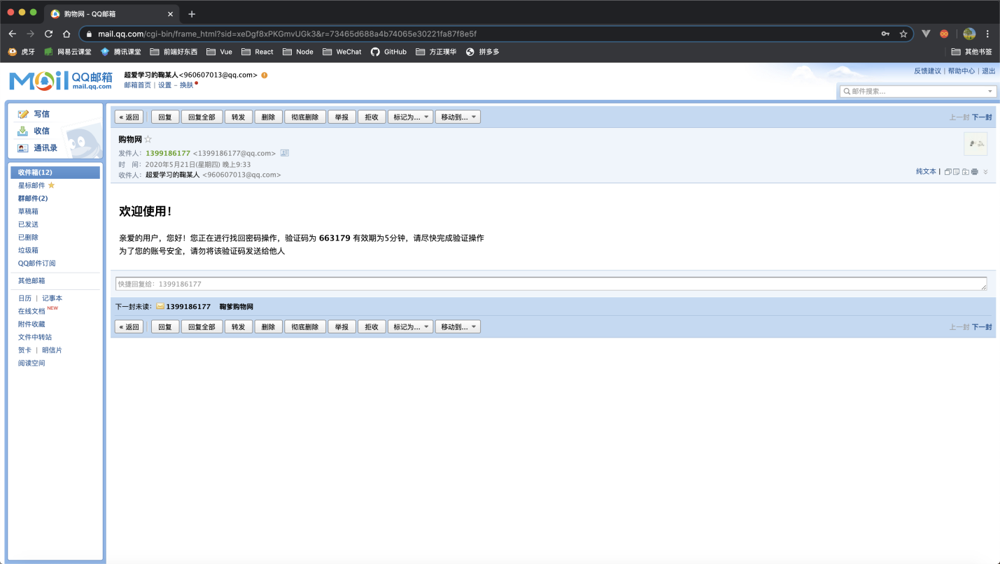 购物网 - QQ邮箱
mail.qq.com/cgi-bin/frame_html?sid=xeDgf8xPKGmvUGk3&r=73465d688a4b74065e30221fa87f8e5f
虎牙 网易云课堂 腾讯课堂 前端好东西 Vue React Node WeChat GitHub 方正璞华 拼多多 其他书签
Mail QQ邮箱 mail.qq.com
超爱学习的鞠某人<960607013@qq.com>
邮箱首页 | 设置 - 换肤
反馈建议 | 帮助中心 | 退出
邮件搜索...
写信
收信
通讯录
收件箱(12)
星标邮件
群邮件(2)
草稿箱
已发送
已删除
垃圾箱
QQ邮件订阅
其他邮箱
日历 | 记事本
在线文档 NEW
附件收藏
文件中转站
贺卡 | 明信片
阅读空间
« 返回 回复 回复全部 转发 删除 彻底删除 举报 拒收 标记为... 移动到... 上一封 下一封
购物网
发件人: 1399186177 <1399186177@qq.com>
时 间: 2020年5月21日(星期四) 晚上9:33
收件人: 超爱学习的鞠某人 <960607013@qq.com>
纯文本 |
欢迎使用!
亲爱的用户，您好！您正在进行找回密码操作，验证码为 663179 有效期为5分钟，请尽快完成验证操作
为了您的账号安全，请勿将该验证码发送给他人
快捷回复给: 1399186177
下一封未读: 1399186177 鞠爹购物网
« 返回 回复 回复全部 转发 删除 彻底删除 举报 拒收 标记为... 移动到... 上一封 下一封